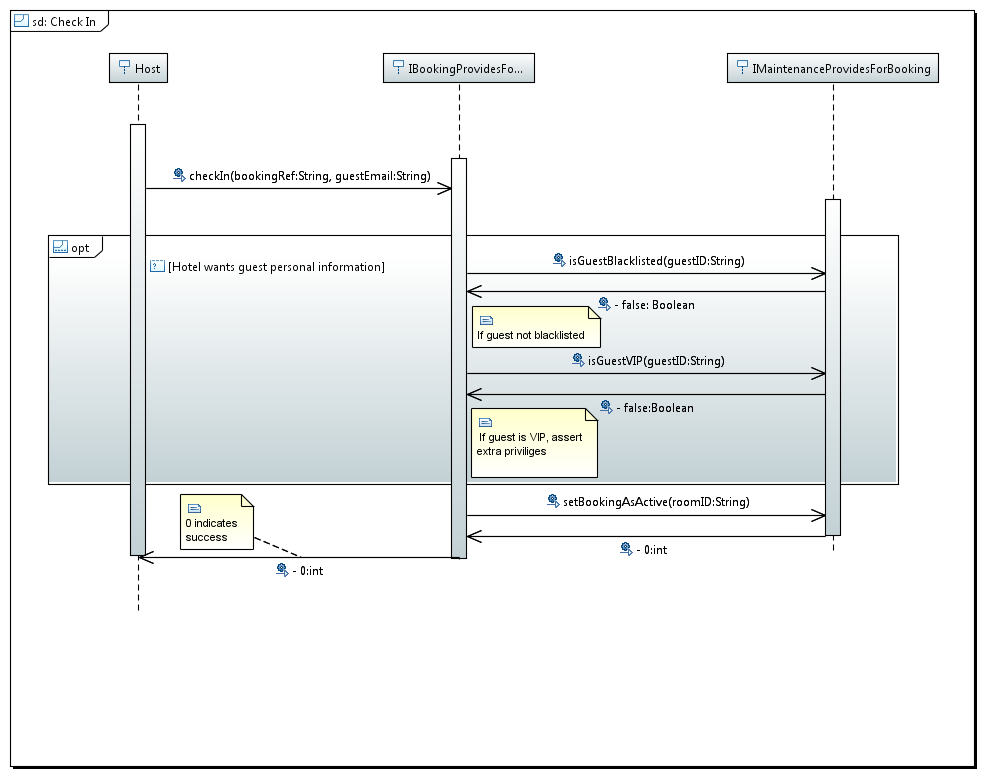 sd: Check In
Host
IBookingProvidesFo...
IMaintenanceProvidesForBooking
checkIn(bookingRef:String, guestEmail:String)
opt
[Hotel wants guest personal information]
isGuestBlacklisted(guestID:String)
- false: Boolean
If guest not blacklisted
isGuestVIP(guestID:String)
- false:Boolean
If guest is VIP, assert
extra priviliges
setBookingAsActive(roomID:String)
0 indicates
success
- 0:int
- 0:int